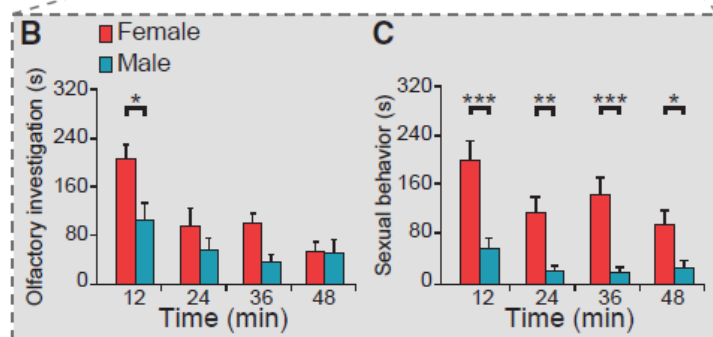 B
Female
Male
Olfactory investigation (s)
320
240
160
80
0
*
12 24 36 48
Time (min)
C
Sexual behavior (s)
320
240
160
80
0
*** ** *** *
12 24 36 48
Time (min)